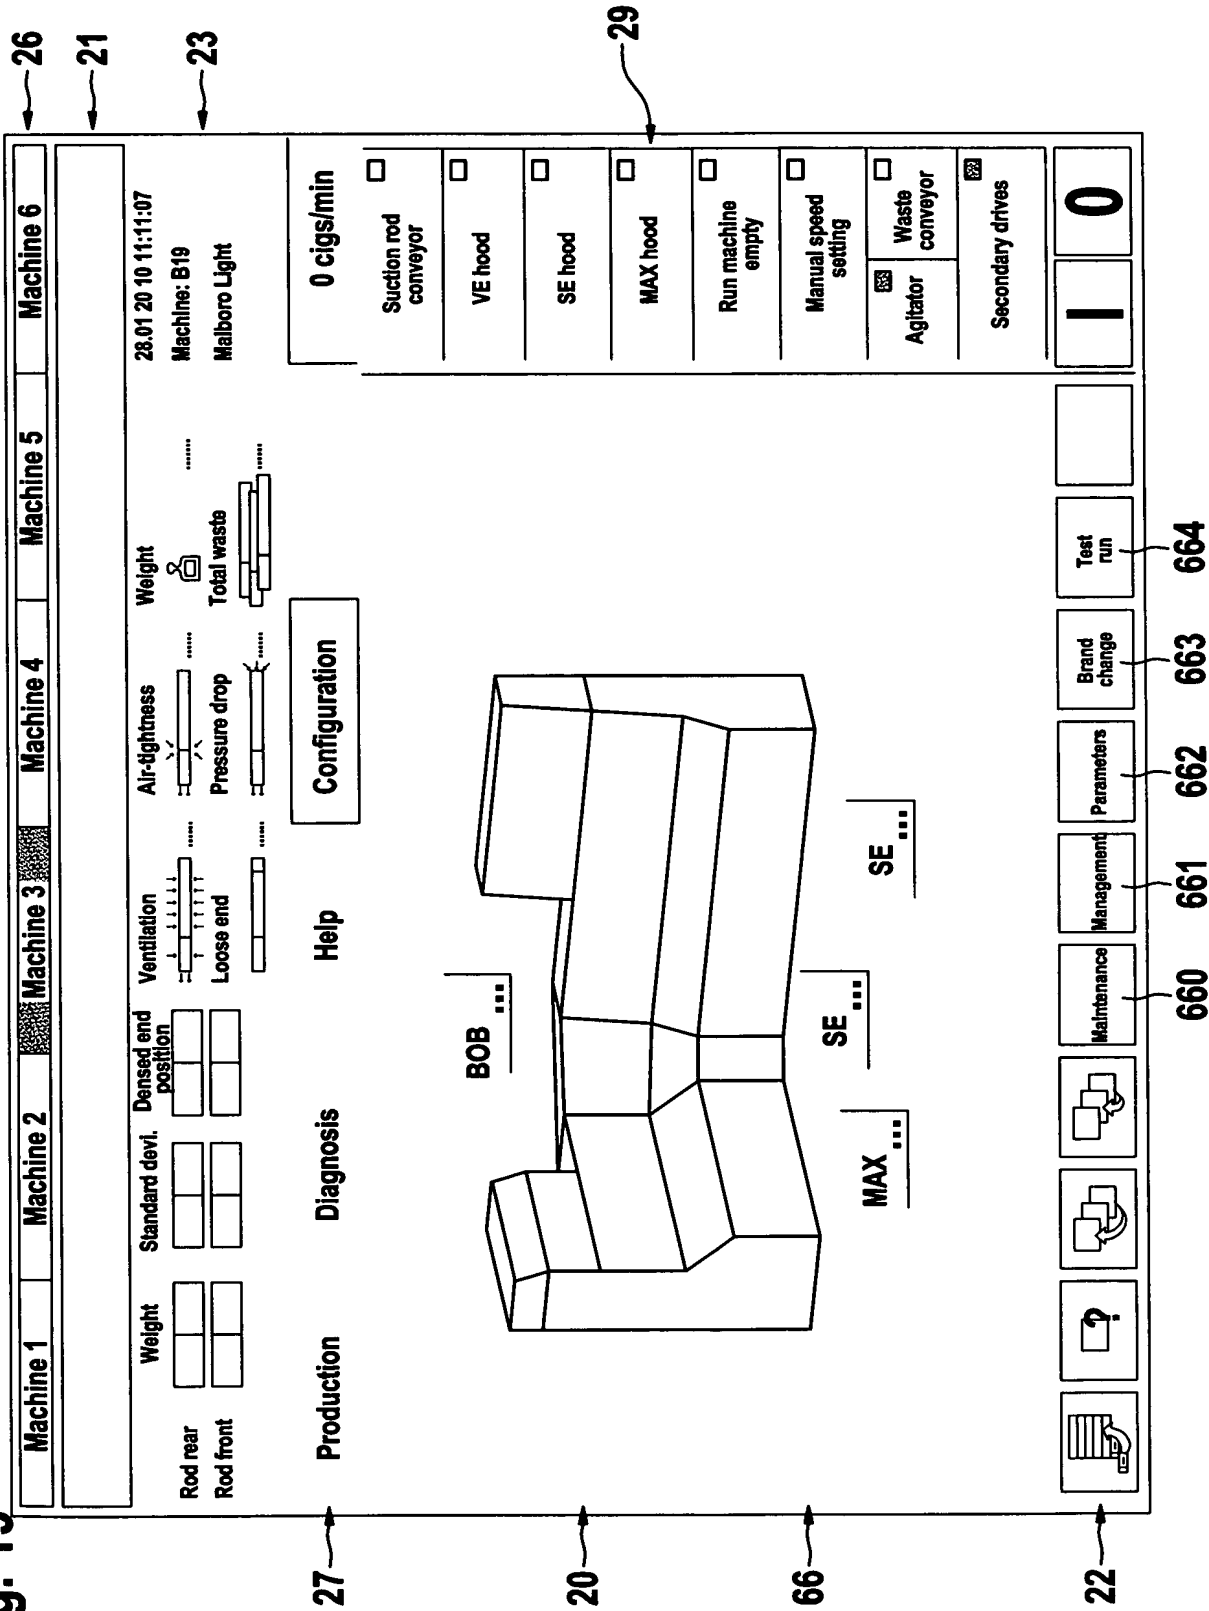 26
21
23
29
Machine 1
Machine 2
Machine 3
Machine 4
Machine 5
Machine 6
Weight
Standard devi.
Densed end
position
Ventilation
Air-tightness
Weight
28.01 20 10 11:11:07
Rod rear
Machine: B19
Rod front
Loose end
Pressure drop
Total waste
Malboro Light
27
Production
Diagnosis
Help
Configuration
0 cigs/min
Suction rod
conveyor
VE hood
SE hood
MAX hood
Run machine
empty
Manual speed
setting
Agitator
Waste
conveyor
Secondary drives
BOB
...
SE
...
SE
...
MAX
...
20
66
22
?
Maintenance
Management
Parameters
Brand
change
Test
run
I
0
660
661
662
663
664